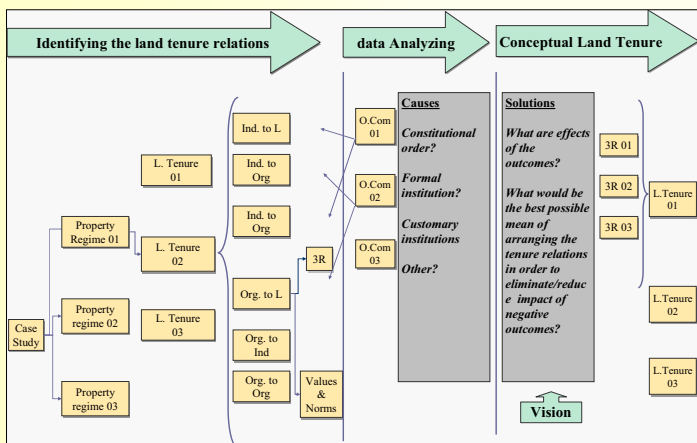 Identifying the land tenure relations
data Analyzing
Conceptual Land Tenure
Case
Study
Property
Regime 01
Property
regime 02
Property
regime 03
L. Tenure
01
L. Tenure
02
L. Tenure
03
Ind. to L
Ind. to
Org
Ind. to
Org
Org. to L
Org. to
Ind
Org. to
Org
3R
Values
&
Norms
O.Com
01
O.Com
02
O.Com
03
Causes
Constitutional
order?
Formal
institution?
Customary
institutions
Other?
Solutions
What are effects
of the
outcomes?
What would be
the best possible
mean of
arranging the
tenure relations
in order to
eliminate/reduc
e impact of
negative
outcomes?
Vision
3R 01
3R 02
3R 03
L.Tenure
01
L.Tenure
02
L.Tenure
03